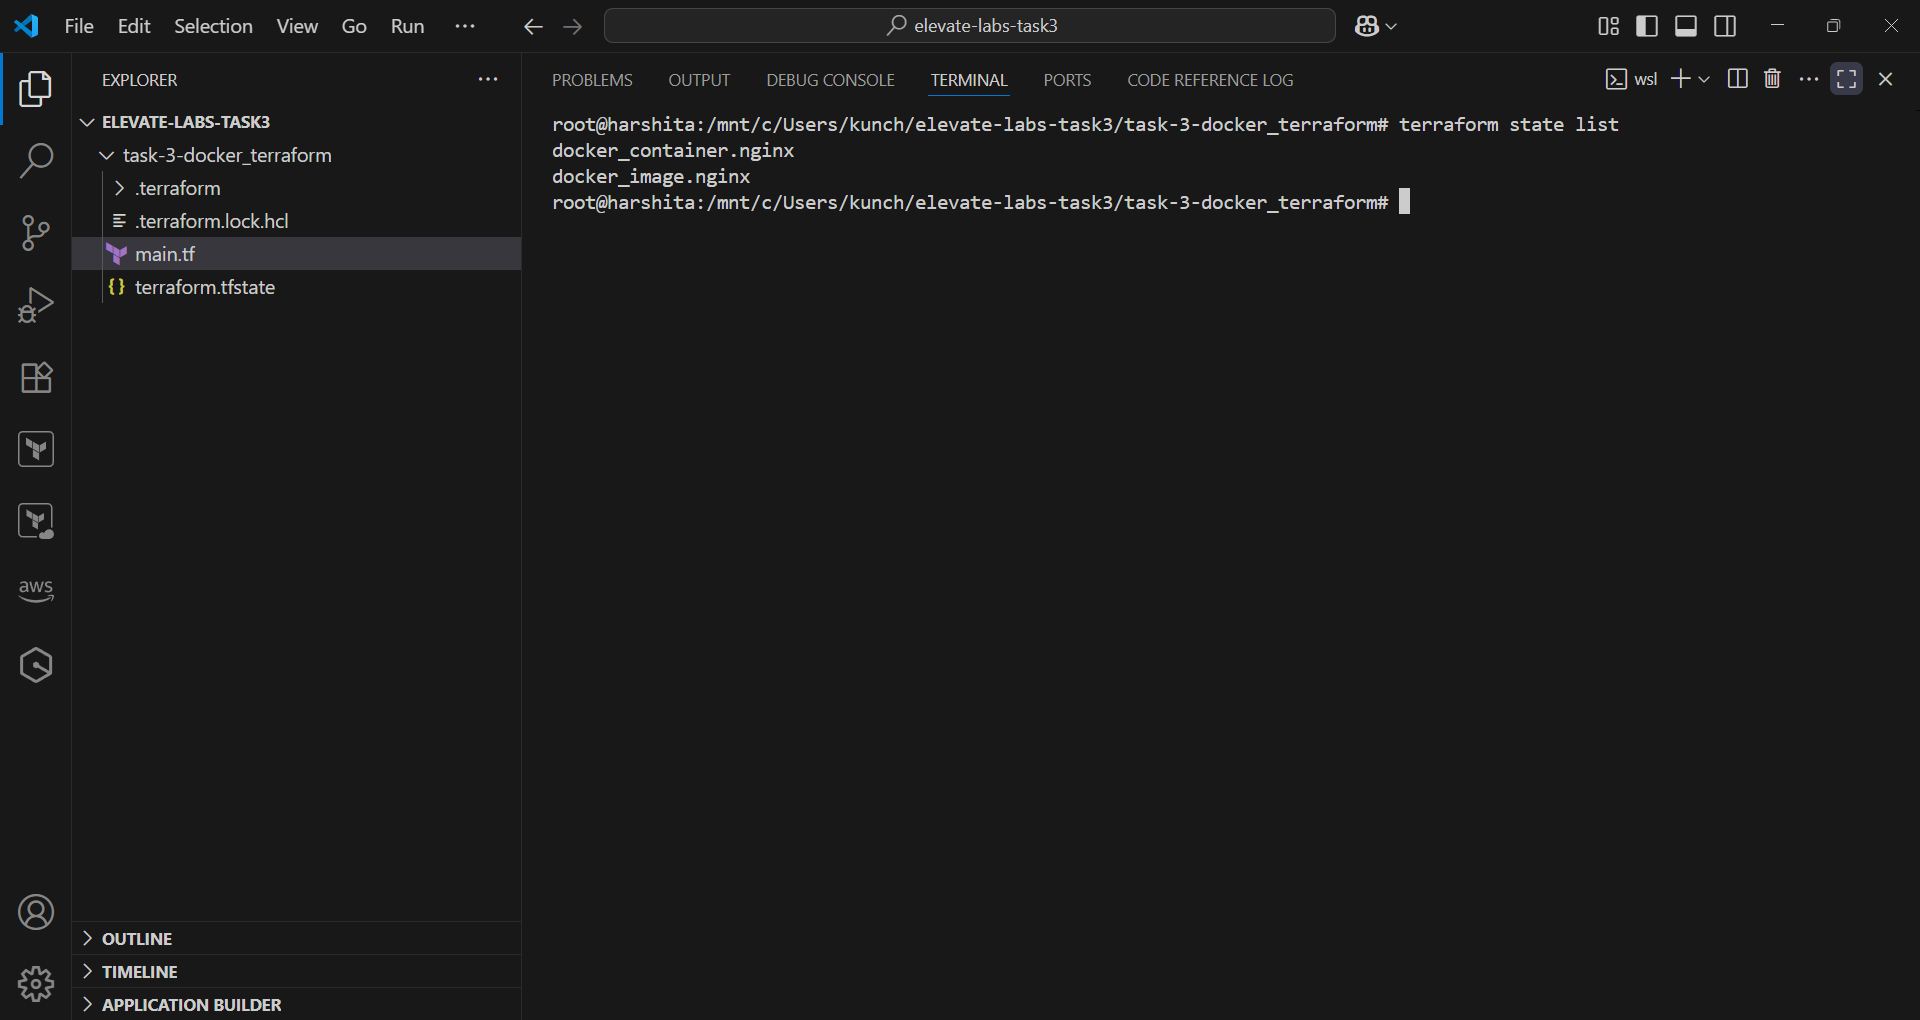 File Edit Selection View Go Run ···
elevate-labs-task3
EXPLORER
ELEVATE-LABS-TASK3
task-3-docker_terraform
.terraform
.terraform.lock.hcl
main.tf
terraform.tfstate
aws
OUTLINE
TIMELINE
APPLICATION BUILDER
PROBLEMS OUTPUT DEBUG CONSOLE TERMINAL PORTS CODE REFERENCE LOG
wsl
root@harshita:/mnt/c/Users/kunch/elevate-labs-task3/task-3-docker_terraform# terraform state list
docker_container.nginx
docker_image.nginx
root@harshita:/mnt/c/Users/kunch/elevate-labs-task3/task-3-docker_terraform#